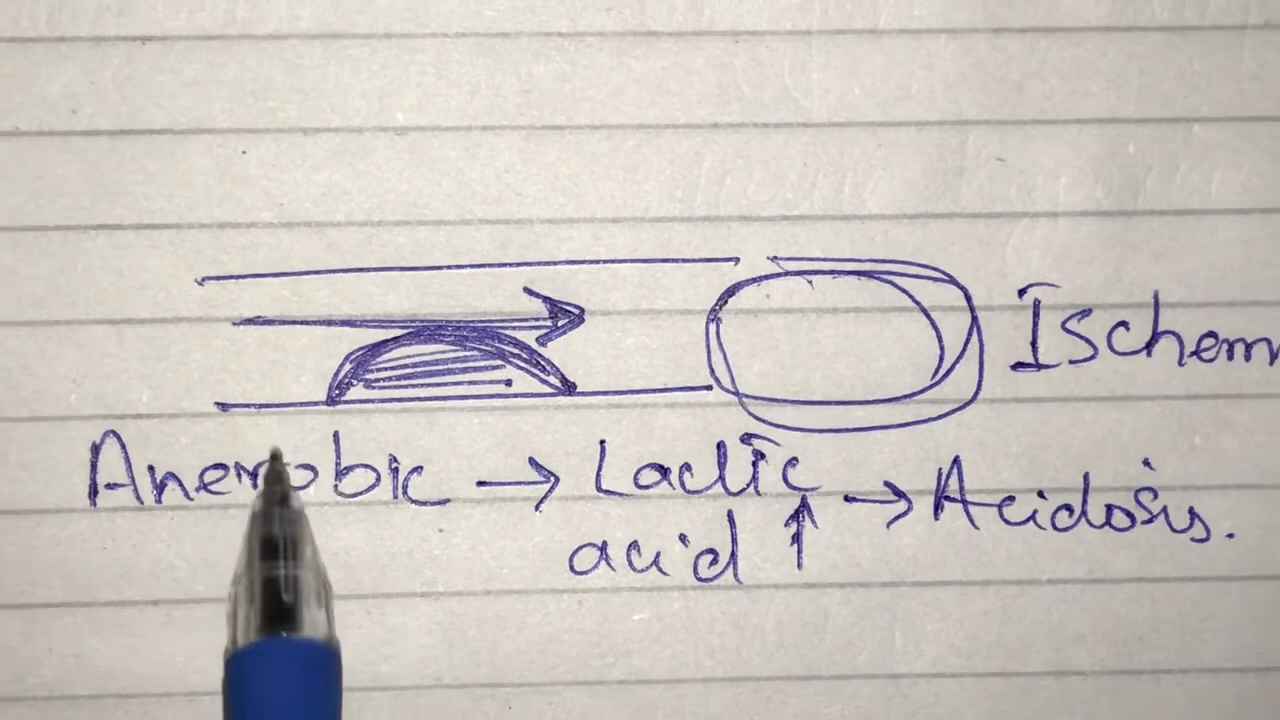 Ischem
Anerobic → Lactic → Acidosis.
acid ↑